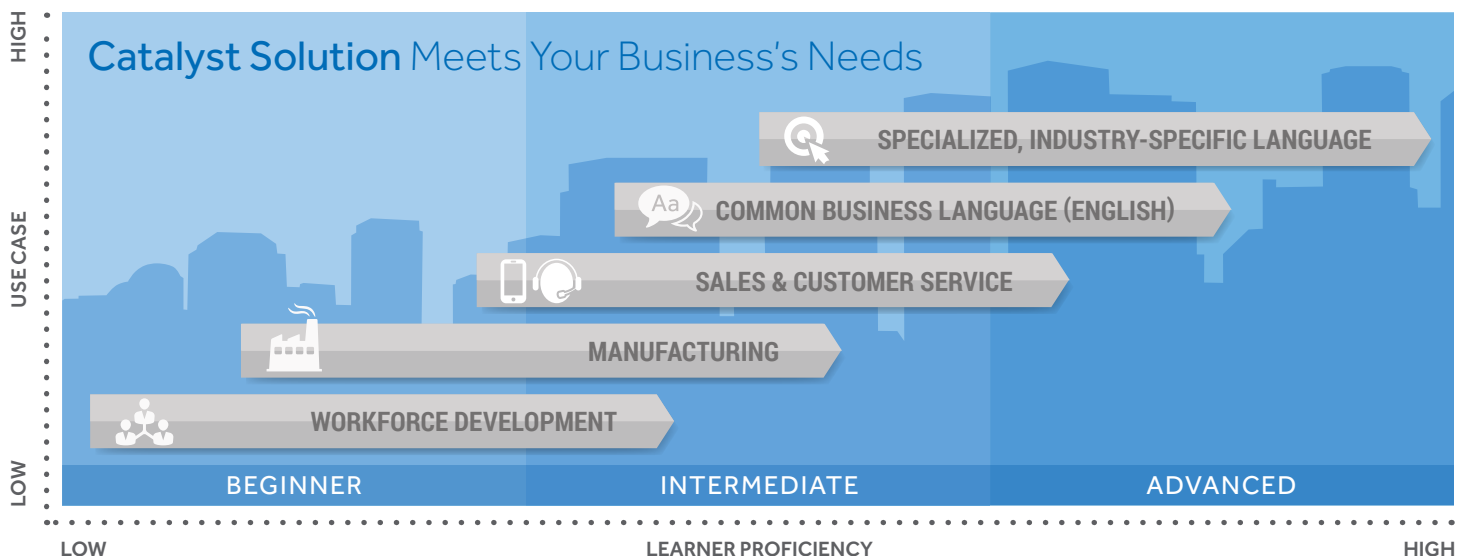 HIGH
Catalyst Solution Meets Your Business's Needs
SPECIALIZED, INDUSTRY-SPECIFIC LANGUAGE
Aa
COMMON BUSINESS LANGUAGE (ENGLISH)
USE CASE
SALES & CUSTOMER SERVICE
MANUFACTURING
WORKFORCE DEVELOPMENT
LOW
BEGINNER INTERMEDIATE ADVANCED
LOW LEARNER PROFICIENCY HIGH